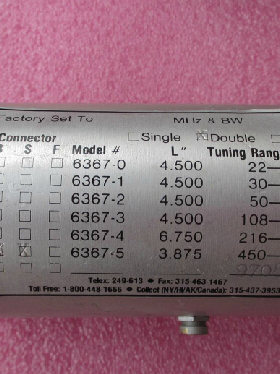 Factory Set To MHz & BW
Connector Single Double
B S F Model # L" Tuning Rang
6367-0 4.500 22—
6367-1 4.500 30—
6367-2 4.500 50—
6367-3 4.500 108—
6367-4 6.750 216—
6367-5 3.875 450—
Telex: 249-613 • Fax: 315-463-1467
Toll Free: 1-800-448-1666 • Collect (NY/HI/AK/Canada): 315-437-3953